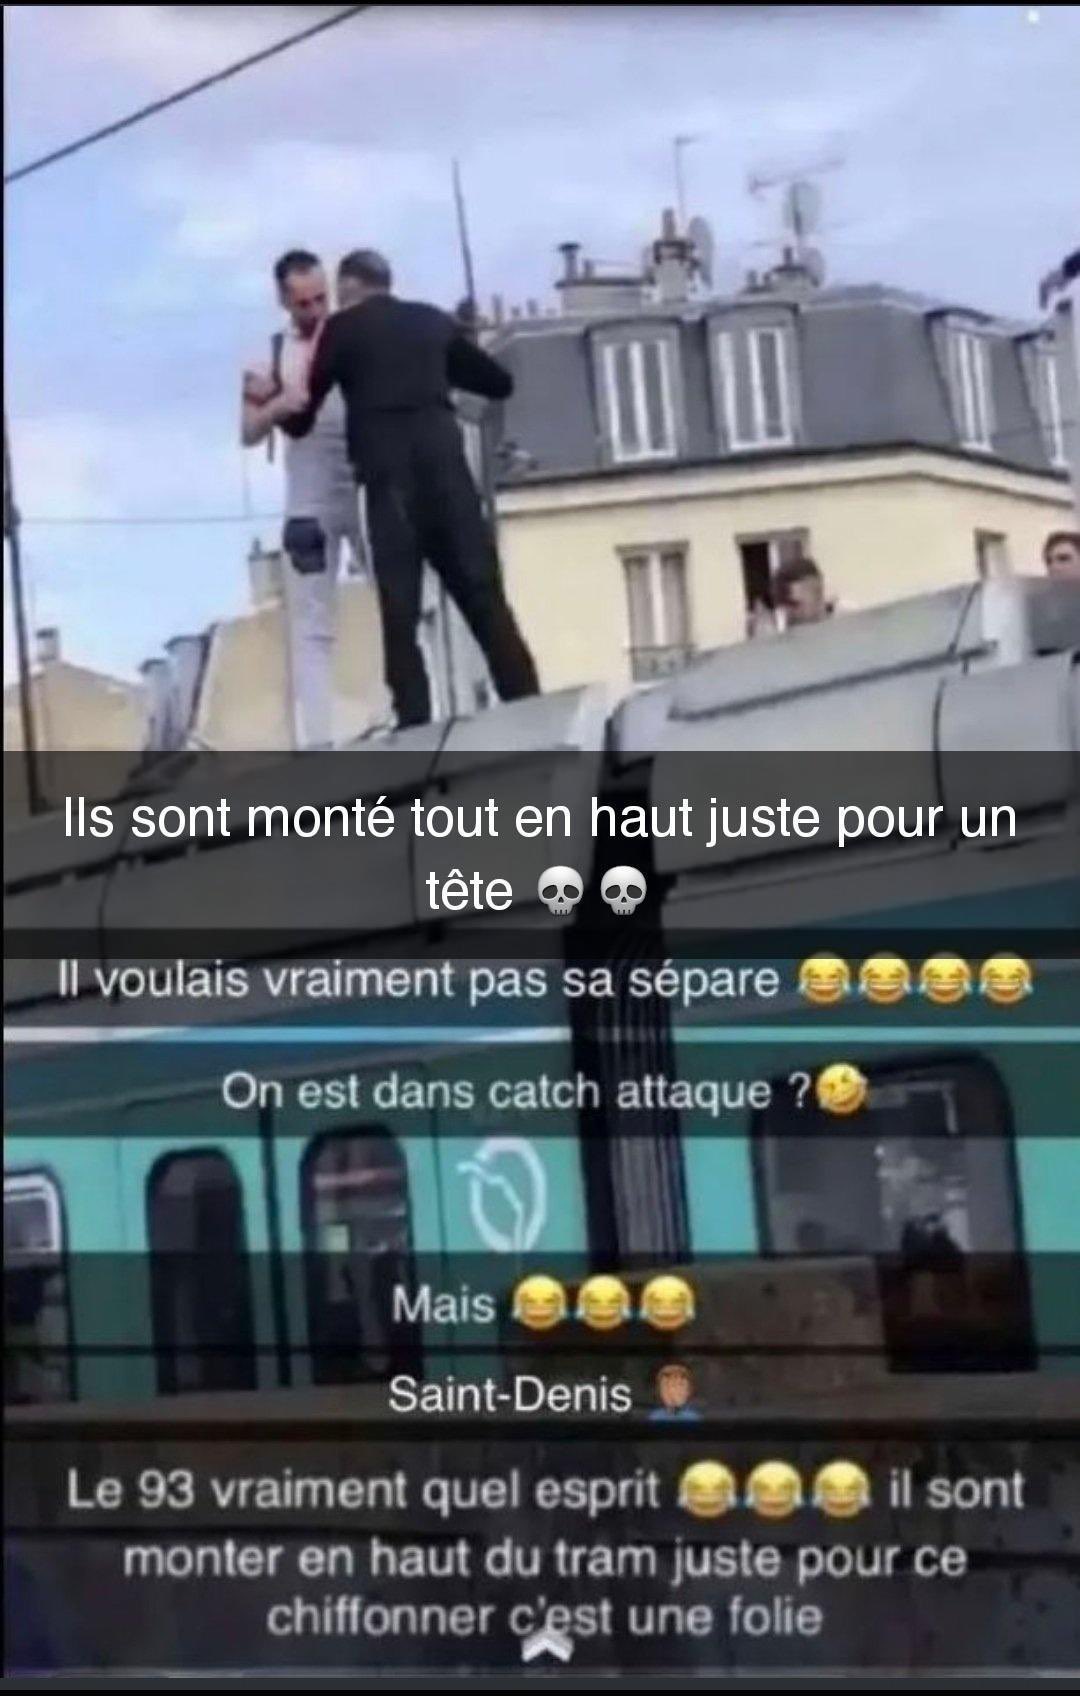 Ils sont monté tout en haut juste pour un
tête 💀💀
Il voulais vraiment pas sa sépare 😂😂😂😂
On est dans catch attaque ?🤣
Mais 😂😂😂
Saint-Denis 🤦🏽‍♂️
Le 93 vraiment quel esprit 😂😂😂 il sont
monter en haut du tram juste pour ce
chiffonner c'est une folie